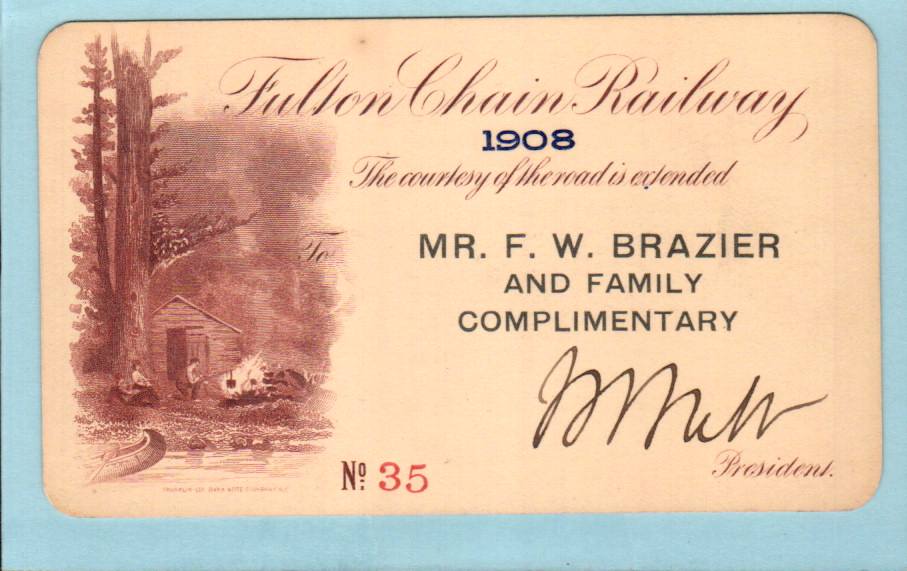 Fulton Chain Railway
1908
The courtesy of the road is extended
To
MR. F. W. BRAZIER
AND FAMILY
COMPLIMENTARY
President.
No. 35